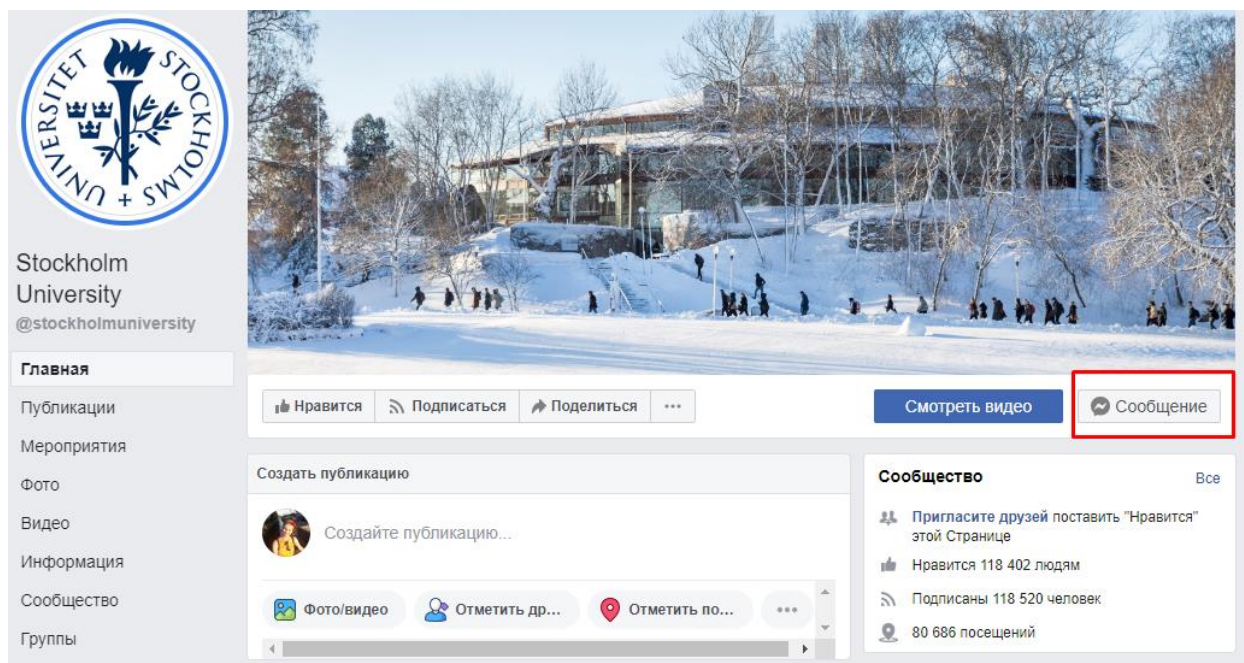 STOCKHOLMS UNIVERSITET
Stockholm
University
@stockholmuniversity
Главная
Публикации
Мероприятия
Фото
Видео
Информация
Сообщество
Группы
Нравится
Подписаться
Поделиться
Смотреть видео
Сообщение
Создать публикацию
Создайте публикацию...
Фото/видео
Отметить др...
Отметить по...
Сообщество
Все
Пригласите друзей поставить "Нравится"
этой Странице
Нравится 118 402 людям
Подписаны 118 520 человек
80 686 посещений